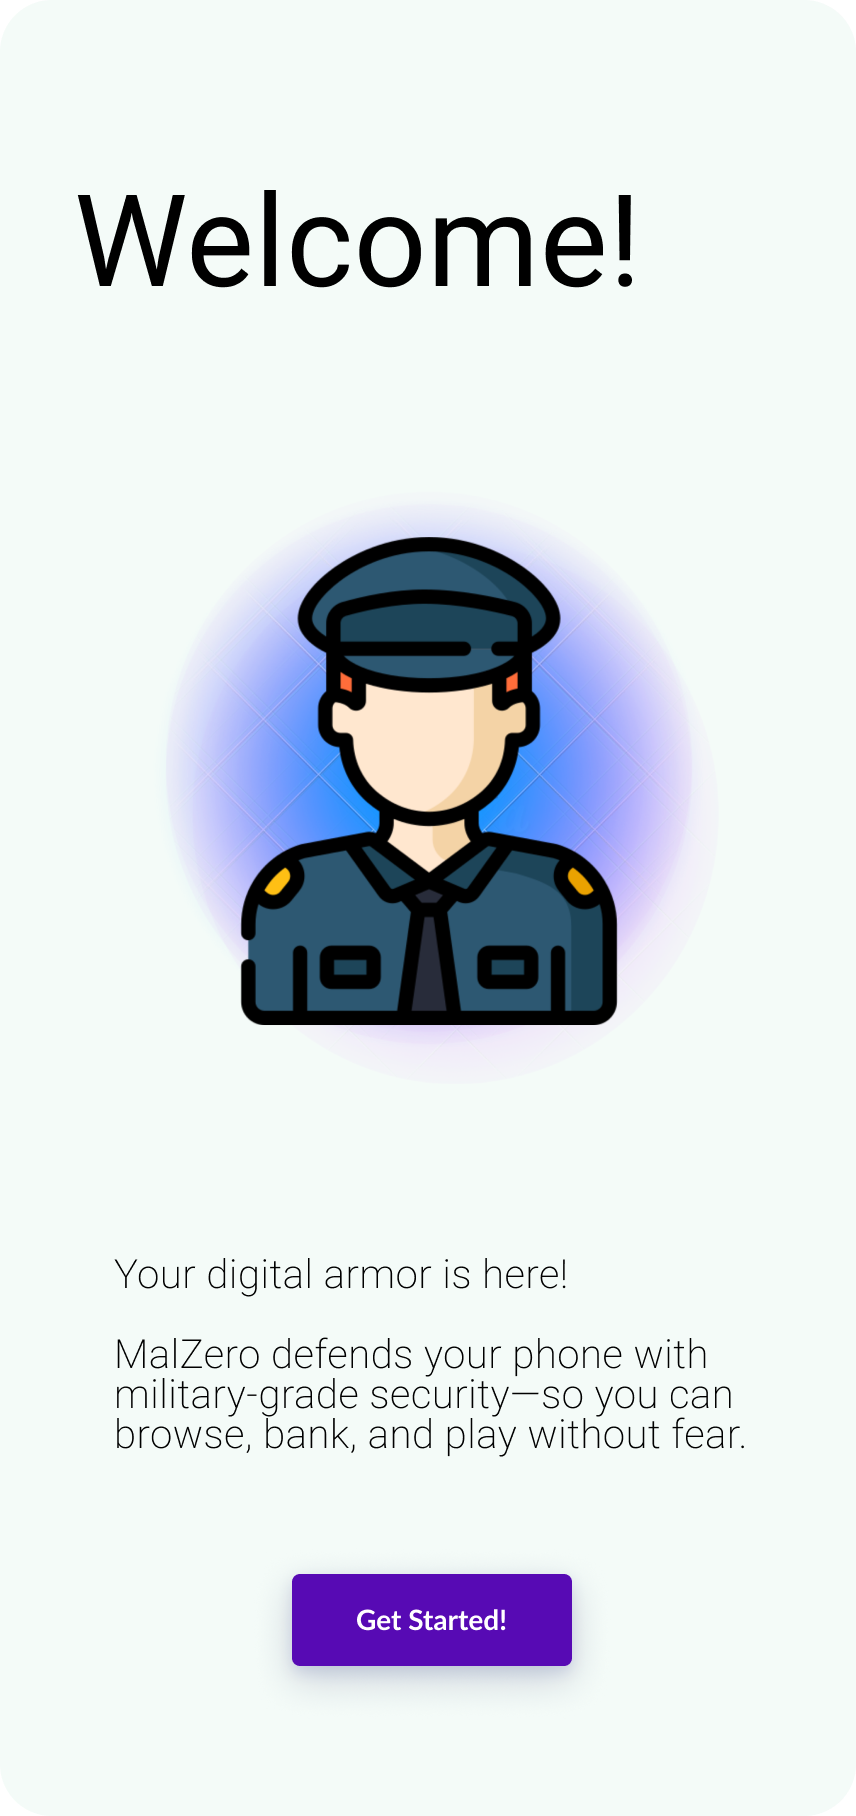 Welcome!
Your digital armor is here!
MalZero defends your phone with
military-grade security—so you can
browse, bank, and play without fear.
Get Started!